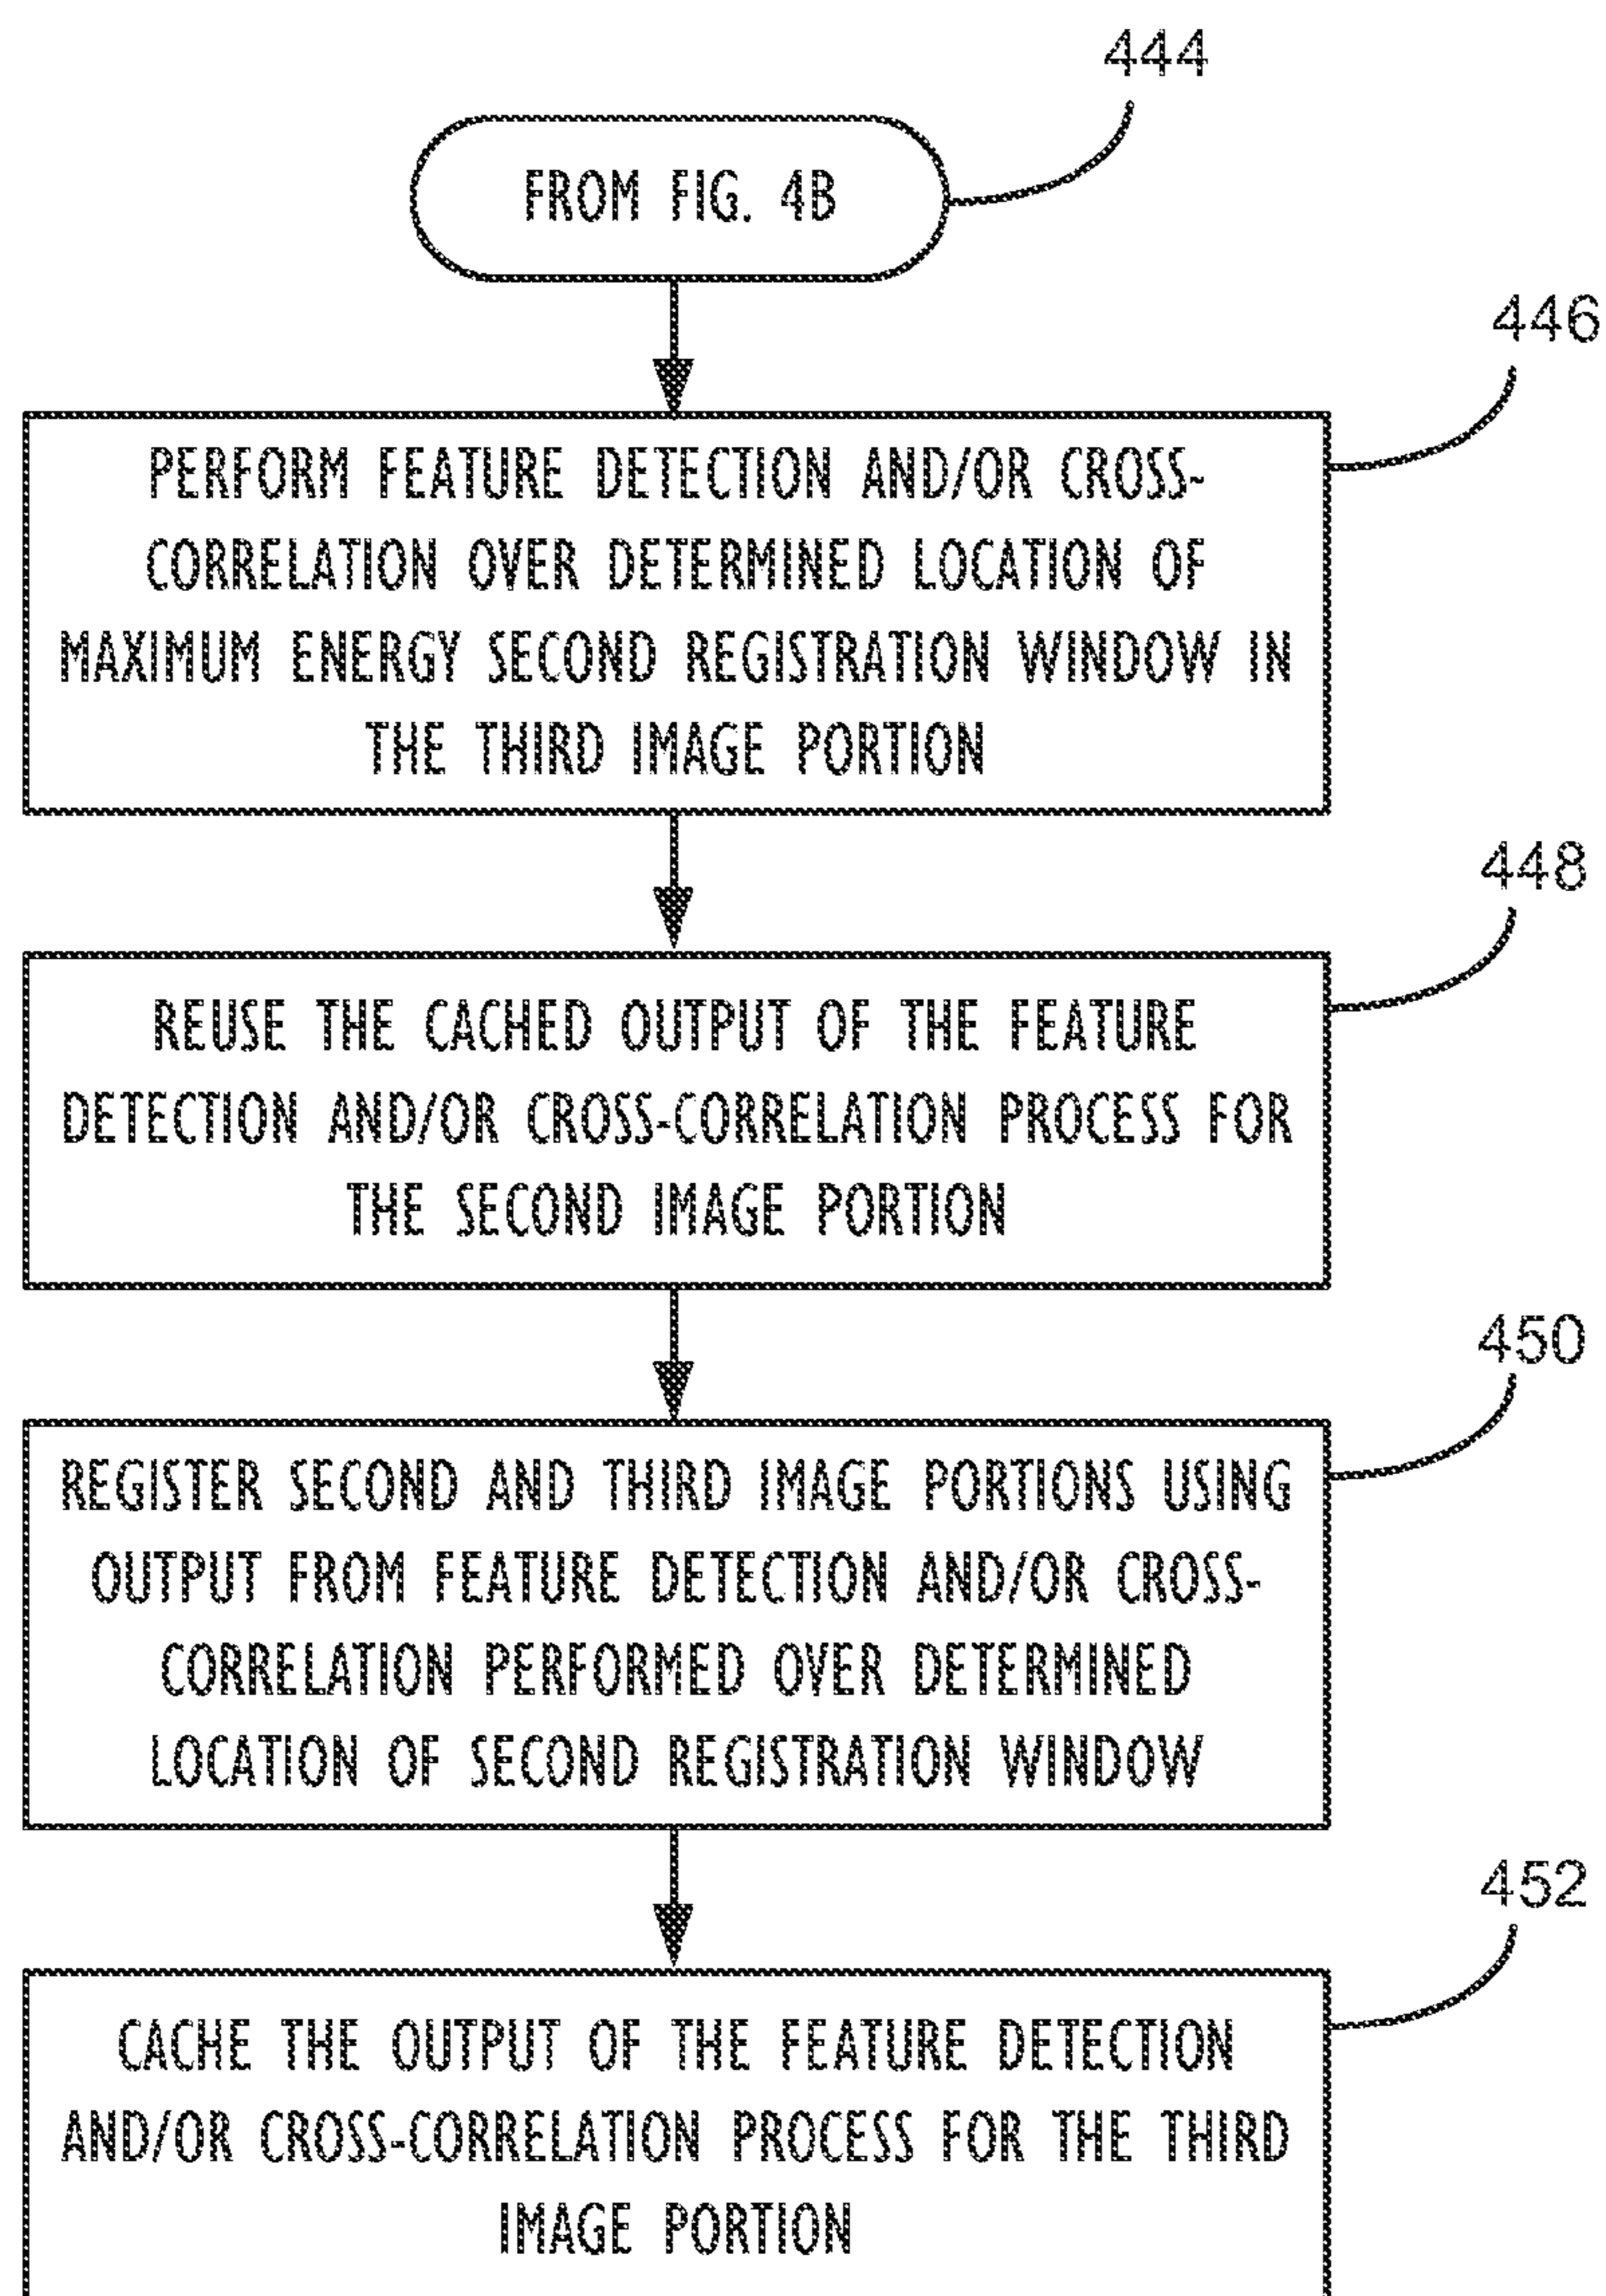 444
FROM FIG. 4B
446
PERFORM FEATURE DETECTION AND/OR CROSS-
CORRELATION OVER DETERMINED LOCATION OF
MAXIMUM ENERGY SECOND REGISTRATION WINDOW IN
THE THIRD IMAGE PORTION
448
REUSE THE CACHED OUTPUT OF THE FEATURE
DETECTION AND/OR CROSS-CORRELATION PROCESS FOR
THE SECOND IMAGE PORTION
450
REGISTER SECOND AND THIRD IMAGE PORTIONS USING
OUTPUT FROM FEATURE DETECTION AND/OR CROSS-
CORRELATION PERFORMED OVER DETERMINED
LOCATION OF SECOND REGISTRATION WINDOW
452
CACHE THE OUTPUT OF THE FEATURE DETECTION
AND/OR CROSS-CORRELATION PROCESS FOR THE THIRD
IMAGE PORTION